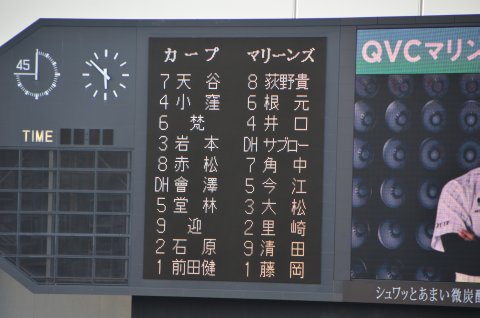 45
TIME
カープ マリーンズ
7 天谷 8 荻野貴
4 小窪 6 根元
6 梵 4 井口
3 岩本 DH サブロー
8 赤松 7 角中
DH 會澤 5 今江
5 堂林 3 大松
9 迎 2 里崎
2 石原 9 清田
1 前田健 1 藤岡
QVCマリン
シュワッとあまい微炭酸